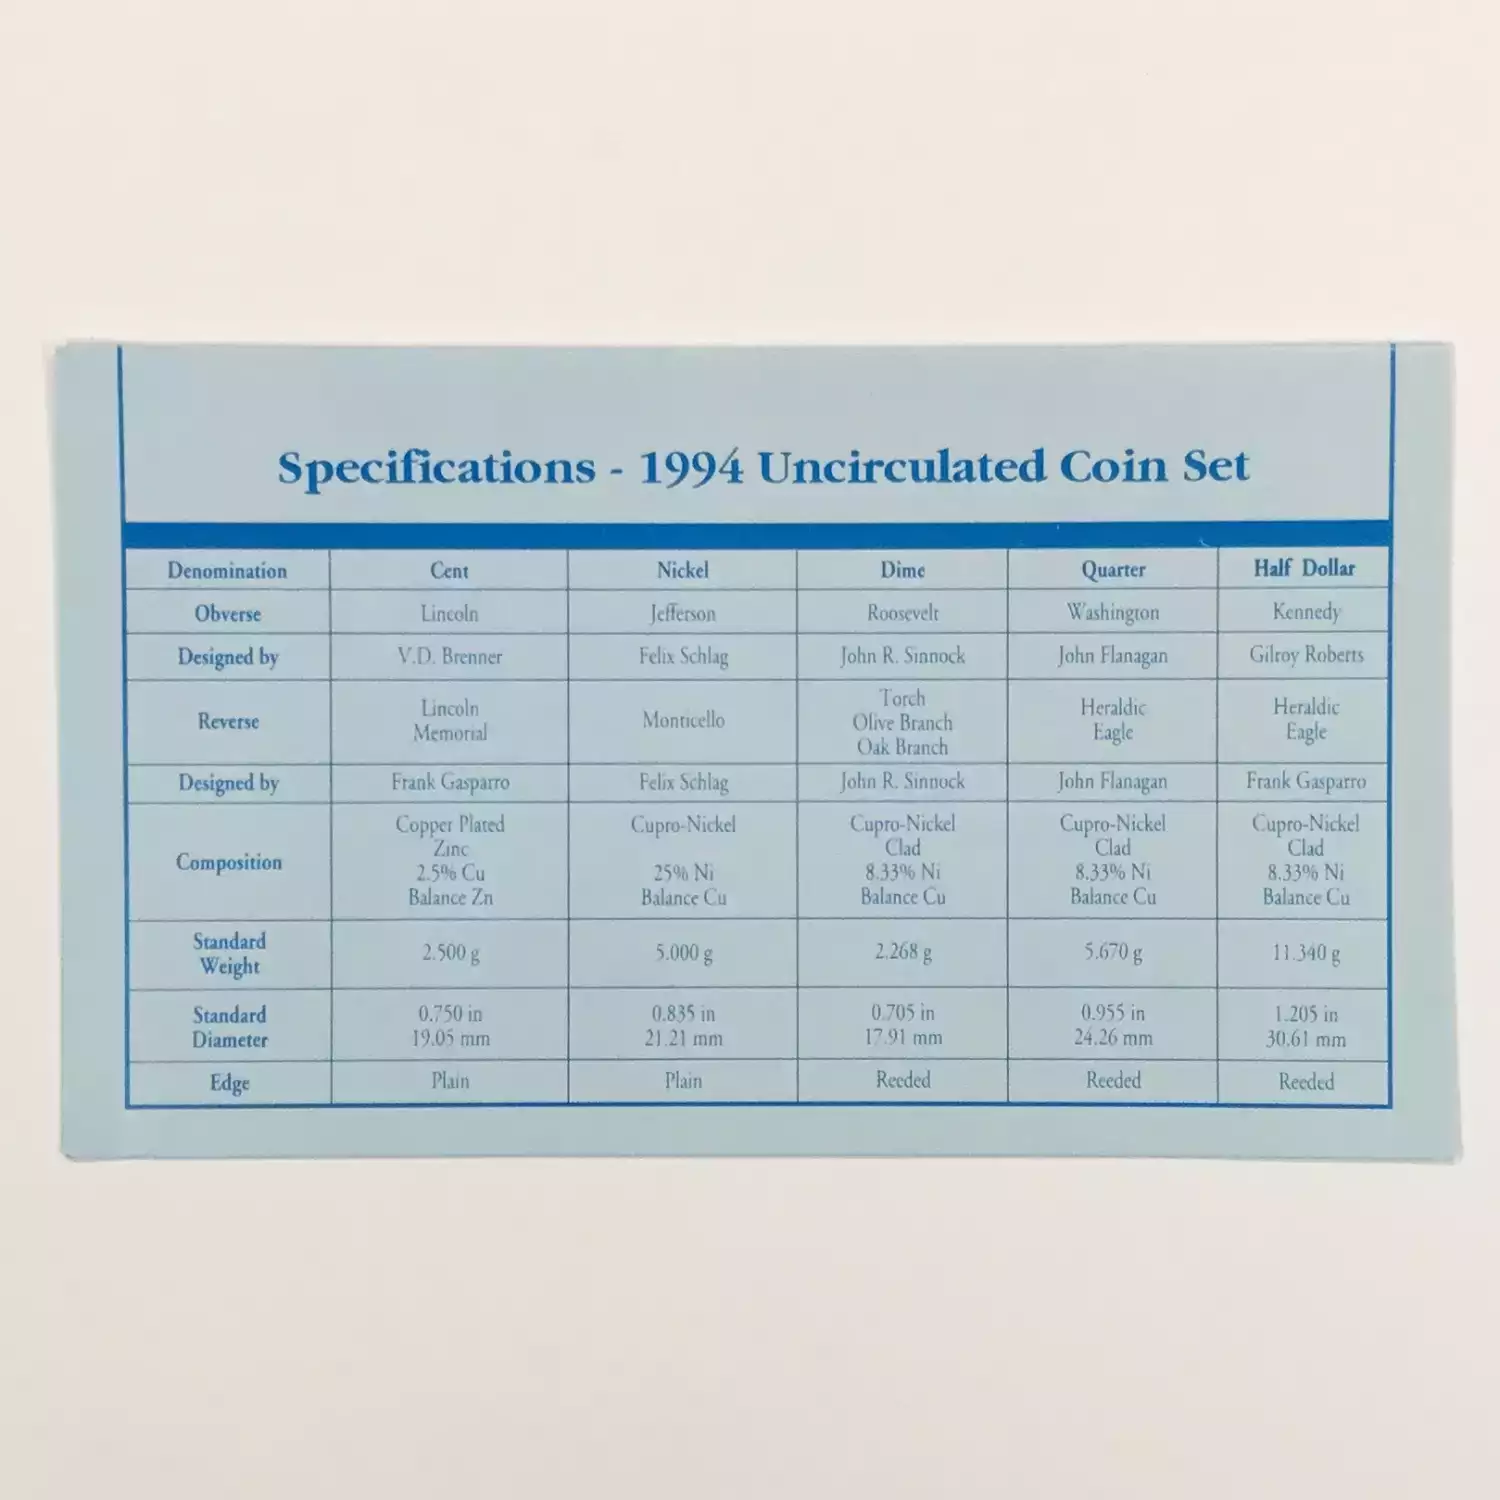 Specifications - 1994 Uncirculated Coin Set
Denomination Cent Nickel Dime Quarter Half Dollar
Obverse Lincoln Jefferson Roosevelt Washington Kennedy
Designed by V.D. Brenner Felix Schlag John R. Sinnock John Flanagan Gilroy Roberts
Reverse
Lincoln
Memorial
Monticello
Torch
Olive Branch
Oak Branch
Heraldic
Eagle
Heraldic
Eagle
Designed by Frank Gasparro Felix Schlag John R. Sinnock John Flanagan Frank Gasparro
Composition
Copper Plated
Zinc
2.5% Cu
Balance Zn
Cupro-Nickel
25% Ni
Balance Cu
Cupro-Nickel
Clad
8.33% Ni
Balance Cu
Cupro-Nickel
Clad
8.33% Ni
Balance Cu
Cupro-Nickel
Clad
8.33% Ni
Balance Cu
Standard
Weight
2.500 g 5.000 g 2.268 g 5.670 g 11.340 g
Standard
Diameter
0.750 in
19.05 mm
0.835 in
21.21 mm
0.705 in
17.91 mm
0.955 in
24.26 mm
1.205 in
30.61 mm
Edge Plain Plain Reeded Reeded Reeded